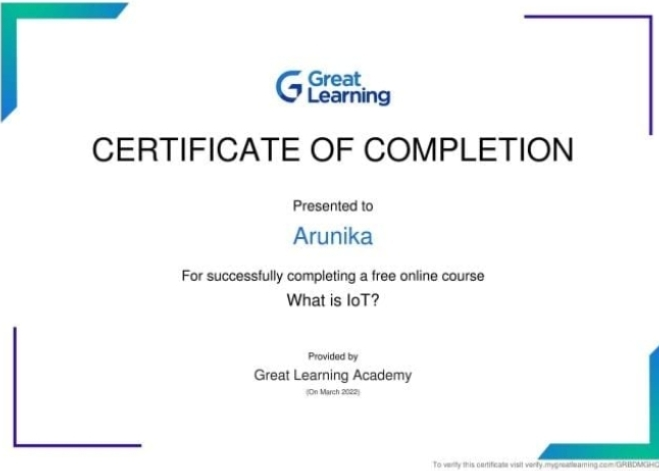 Great
Learning
CERTIFICATE OF COMPLETION
Presented to
Arunika
For successfully completing a free online course
What is IoT?
Provided by
Great Learning Academy
(On March 2022)
To verify this certificate visit verify.mygreatlearning.com/GRBDMGHC